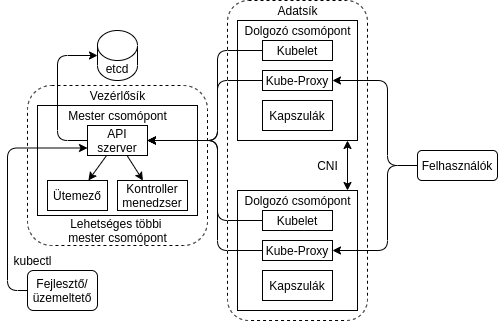 Adatsík
Dolgozó csomópont
Kubelet
Kube-Proxy
Kapszulák
etcd
Vezérlősík
Mester csomópont
API
szerver
Ütemező
Kontroller
menedzser
Lehetséges többi
mester csomópont
CNI
Felhasználók
Dolgozó csomópont
Kubelet
Kube-Proxy
Kapszulák
kubectl
Fejlesztő/
üzemeltető